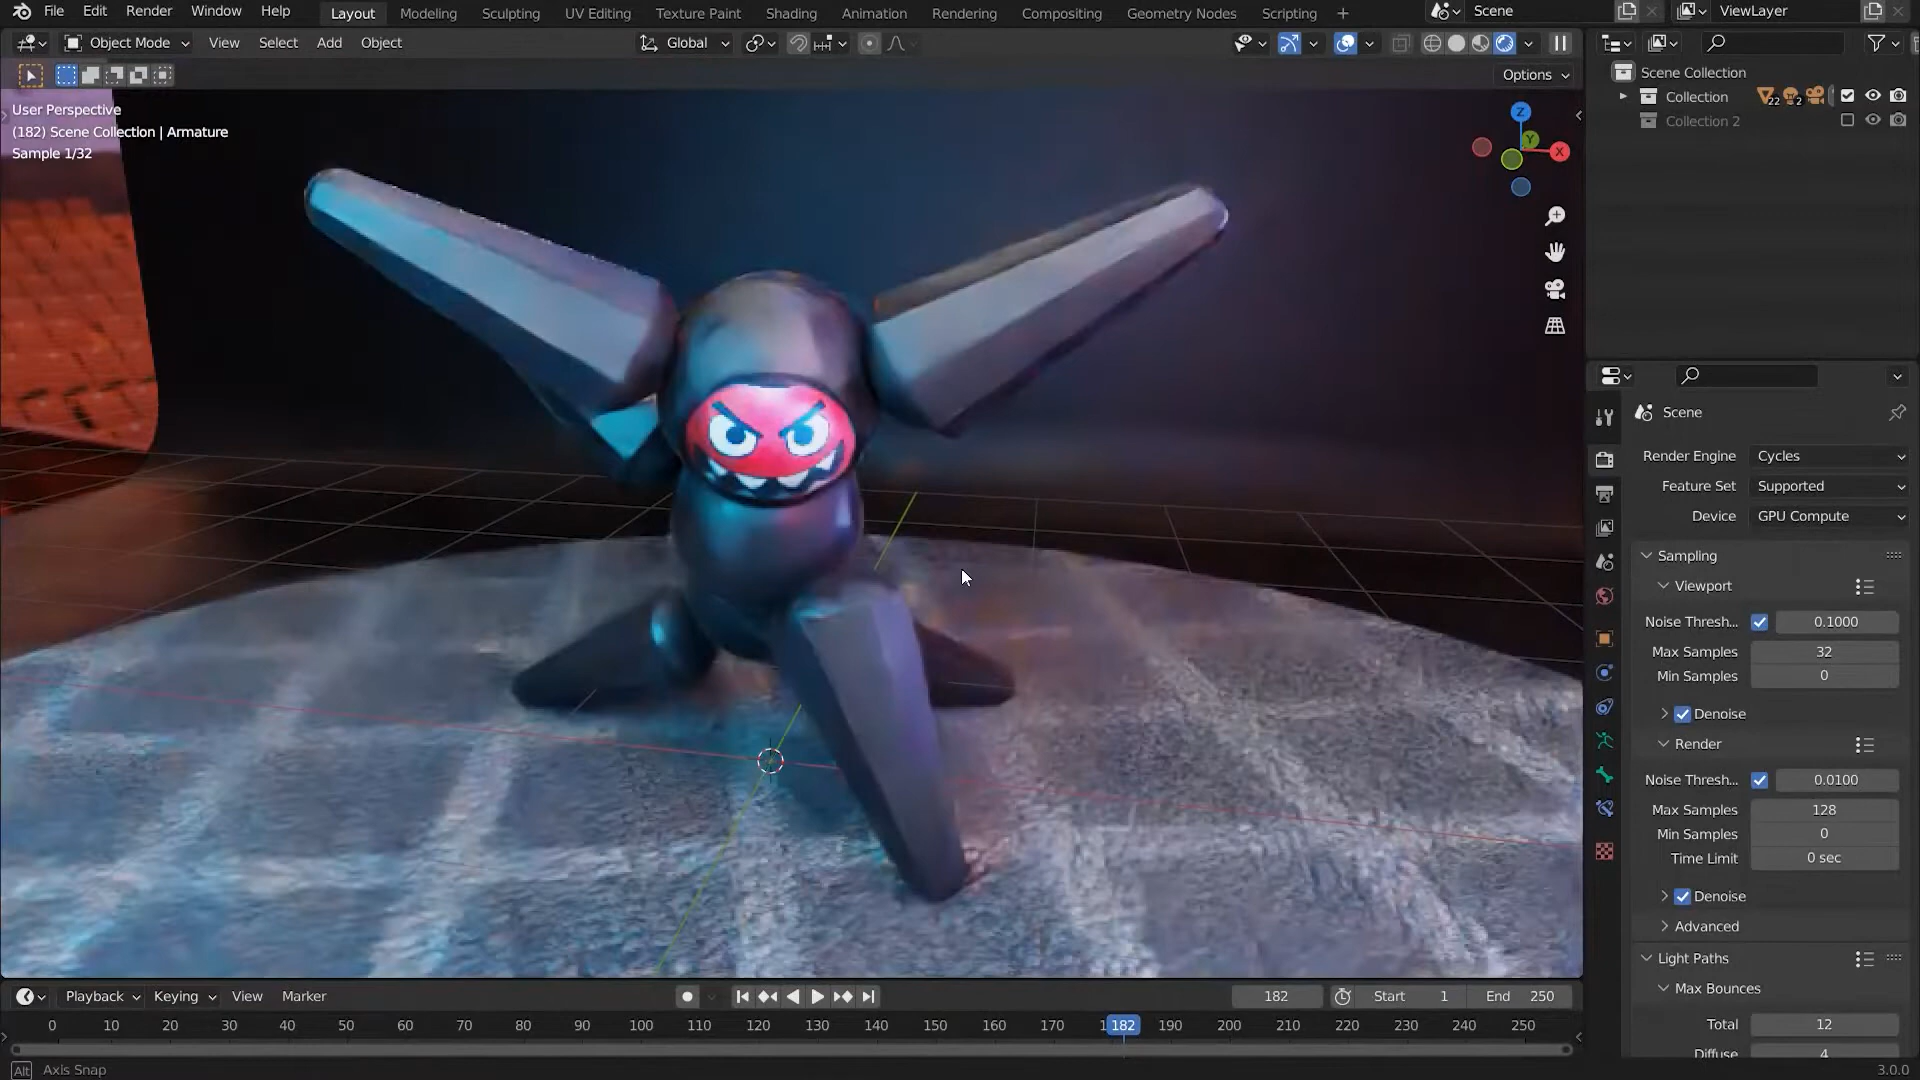 File Edit Render Window Help Layout Modeling Sculpting UV Editing Texture Paint Shading Animation Rendering Compositing Geometry Nodes Scripting + Scene ViewLayer
Object Mode View Select Add Object Global
Options
User Perspective
(182) Scene Collection | Armature
Sample 1/32
Z
Y
X
Scene Collection
Collection 22 2
Collection 2
Scene
Render Engine Cycles
Feature Set Supported
Device GPU Compute
Sampling
Viewport
Noise Thresh... 0.1000
Max Samples 32
Min Samples 0
Denoise
Render
Noise Thresh... 0.0100
Max Samples 128
Min Samples 0
Time Limit 0 sec
Denoise
Advanced
Light Paths
Max Bounces
Total 12
Diffuse 4
Playback Keying View Marker 182 Start 1 End 250
0 10 20 30 40 50 60 70 80 90 100 110 120 130 140 150 160 170 182 190 200 210 220 230 240 250
Alt Axis Snap 3.0.0